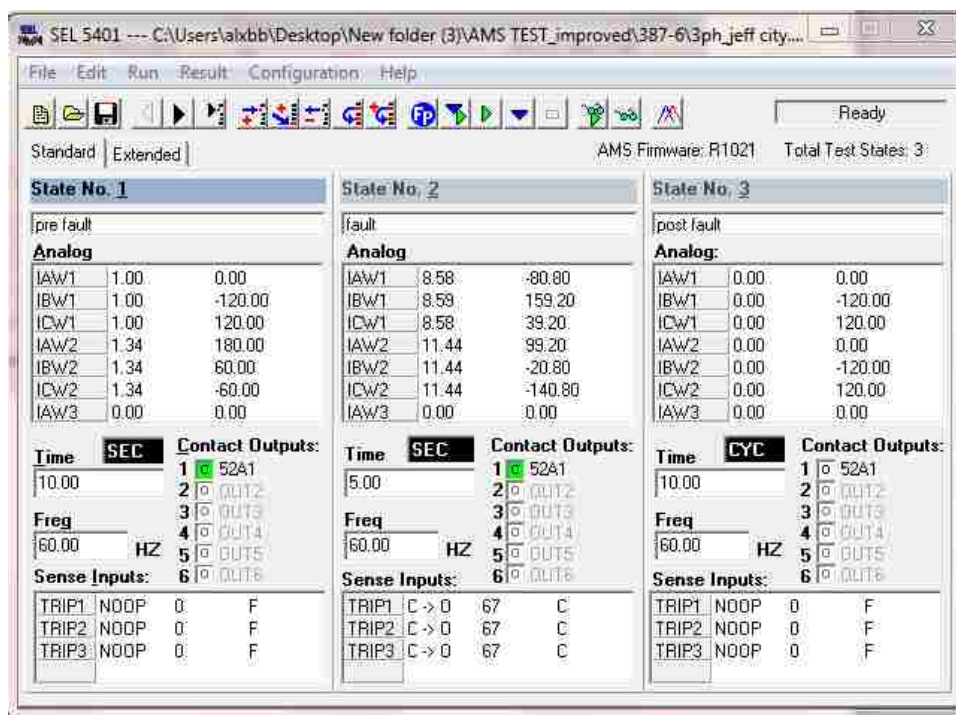 SEL 5401 --- C:\Users\alxbb\Desktop\New folder (3)\AMS TEST_improved\387-6\3ph_jeff city....
File Edit Run Result Configuration Help
FP
Ready
Standard Extended AMS Firmware: R1021 Total Test States: 3
State No. 1
pre fault
Analog
IAW1 1.00 0.00
IBW1 1.00 -120.00
ICW1 1.00 120.00
IAW2 1.34 180.00
IBW2 1.34 60.00
ICW2 1.34 -60.00
IAW3 0.00 0.00
Time SEC
10.00
Freq
60.00 HZ
Contact Outputs:
1 C 52A1
2 O OUT2
3 O OUT3
4 O OUT4
5 O OUT5
6 O OUT6
Sense Inputs:
TRIP1 NOOP 0 F
TRIP2 NOOP 0 F
TRIP3 NOOP 0 F
State No. 2
fault
Analog
IAW1 8.58 -80.80
IBW1 8.59 159.20
ICW1 8.58 39.20
IAW2 11.44 99.20
IBW2 11.44 -20.80
ICW2 11.44 -140.80
IAW3 0.00 0.00
Time SEC
5.00
Freq
60.00 HZ
Contact Outputs:
1 C 52A1
2 O OUT2
3 O OUT3
4 O OUT4
5 O OUT5
6 O OUT6
Sense Inputs:
TRIP1 C -> O 67 C
TRIP2 C -> O 67 C
TRIP3 C -> O 67 C
State No. 3
post fault
Analog:
IAW1 0.00 0.00
IBW1 0.00 -120.00
ICW1 0.00 120.00
IAW2 0.00 0.00
IBW2 0.00 -120.00
ICW2 0.00 120.00
IAW3 0.00 0.00
Time CYC
10.00
Freq
60.00 HZ
Contact Outputs:
1 O 52A1
2 O OUT2
3 O OUT3
4 O OUT4
5 O OUT5
6 O OUT6
Sense Inputs:
TRIP1 NOOP 0 F
TRIP2 NOOP 0 F
TRIP3 NOOP 0 F